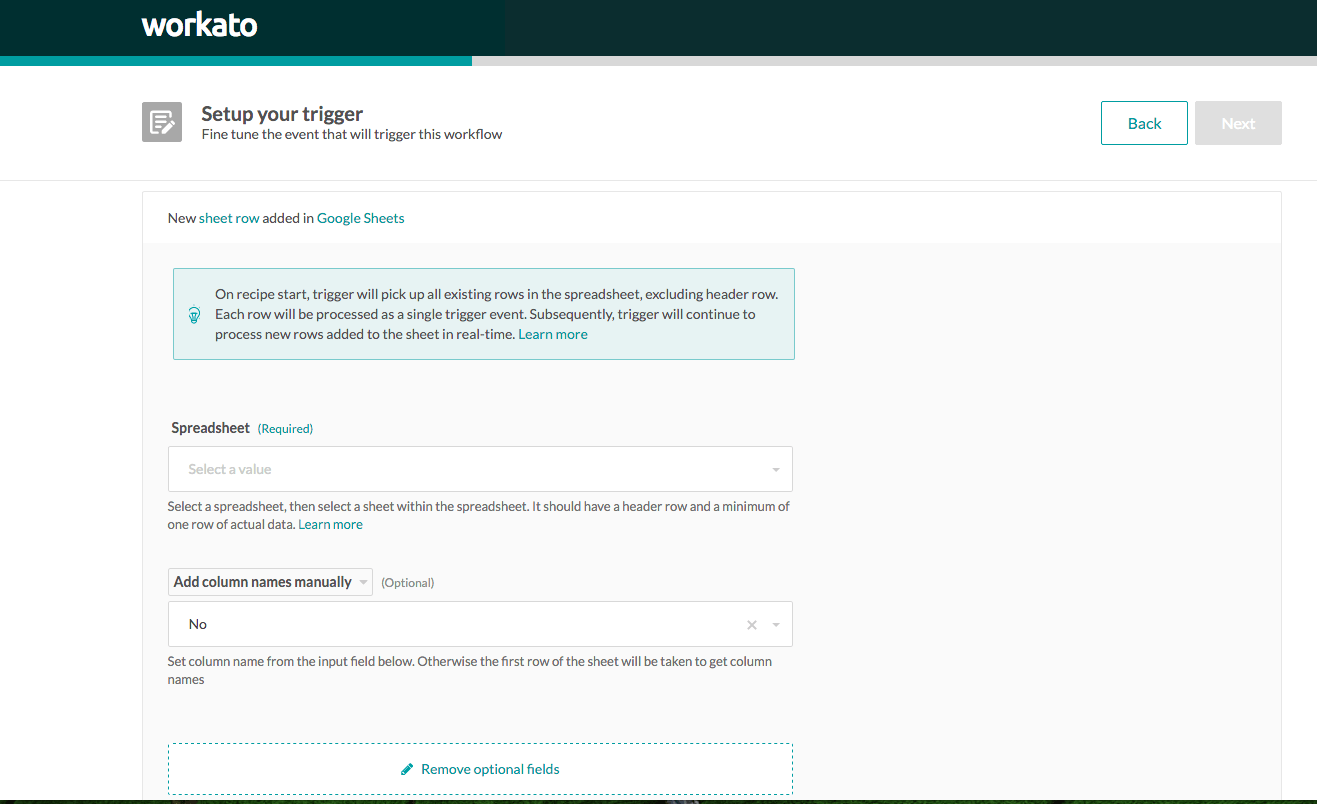 workato
Setup your trigger
Fine tune the event that will trigger this workflow
Back
Next
New sheet row added in Google Sheets
On recipe start, trigger will pick up all existing rows in the spreadsheet, excluding header row.
Each row will be processed as a single trigger event. Subsequently, trigger will continue to
process new rows added to the sheet in real-time. Learn more
Spreadsheet (Required)
Select a value
Select a spreadsheet, then select a sheet within the spreadsheet. It should have a header row and a minimum of
one row of actual data. Learn more
Add column names manually (Optional)
No
Set column name from the input field below. Otherwise the first row of the sheet will be taken to get column
names
Remove optional fields